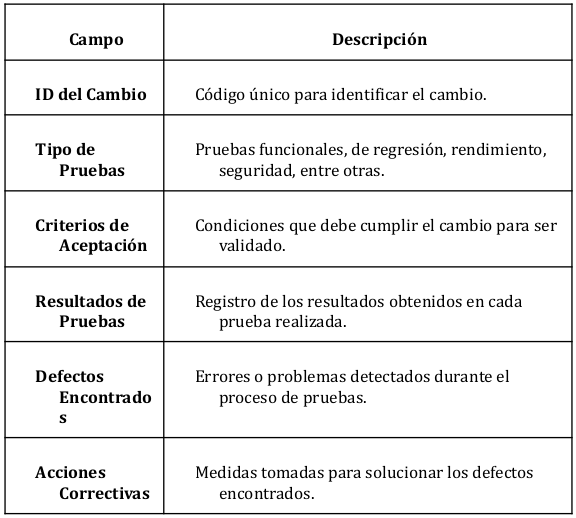 Campo
Descripción
ID del Cambio
Código único para identificar el cambio.
Tipo de
Pruebas
Pruebas funcionales, de regresión, rendimiento,
seguridad, entre otras.
Criterios de
Aceptación
Condiciones que debe cumplir el cambio para ser
validado.
Resultados de
Pruebas
Registro de los resultados obtenidos en cada
prueba realizada.
Defectos
Encontrado
s
Errores o problemas detectados durante el
proceso de pruebas.
Acciones
Correctivas
Medidas tomadas para solucionar los defectos
encontrados.